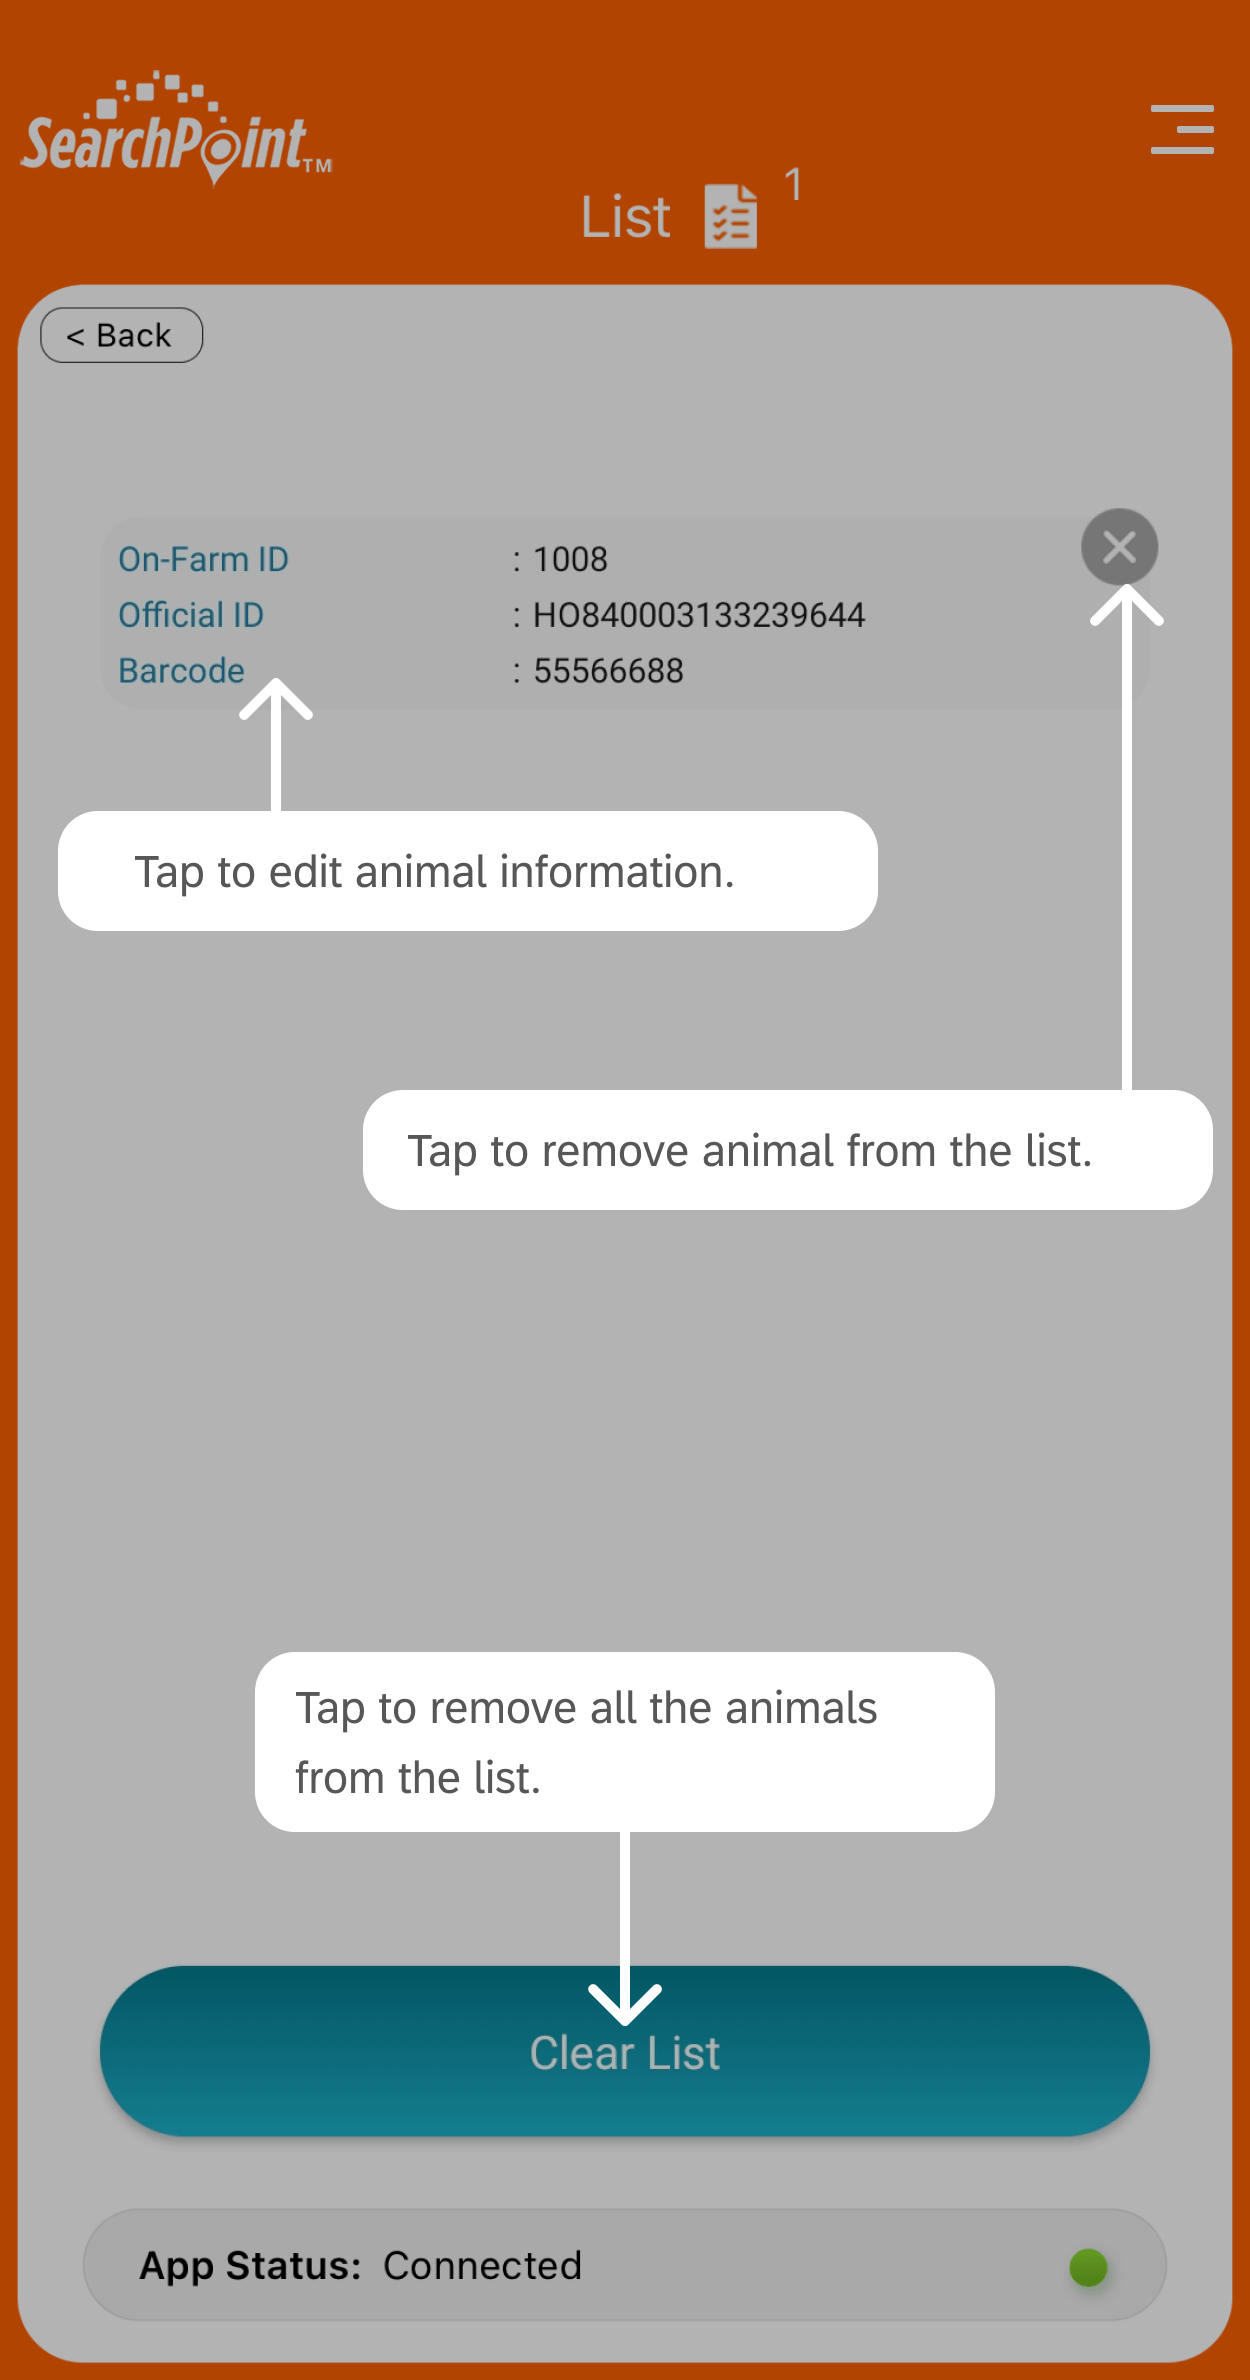 SearchPoint™
List 1
< Back
On-Farm ID : 1008
Official ID : HO840003133239644
Barcode : 55566688
Tap to edit animal information.
Tap to remove animal from the list.
Tap to remove all the animals
from the list.
Clear List
App Status: Connected